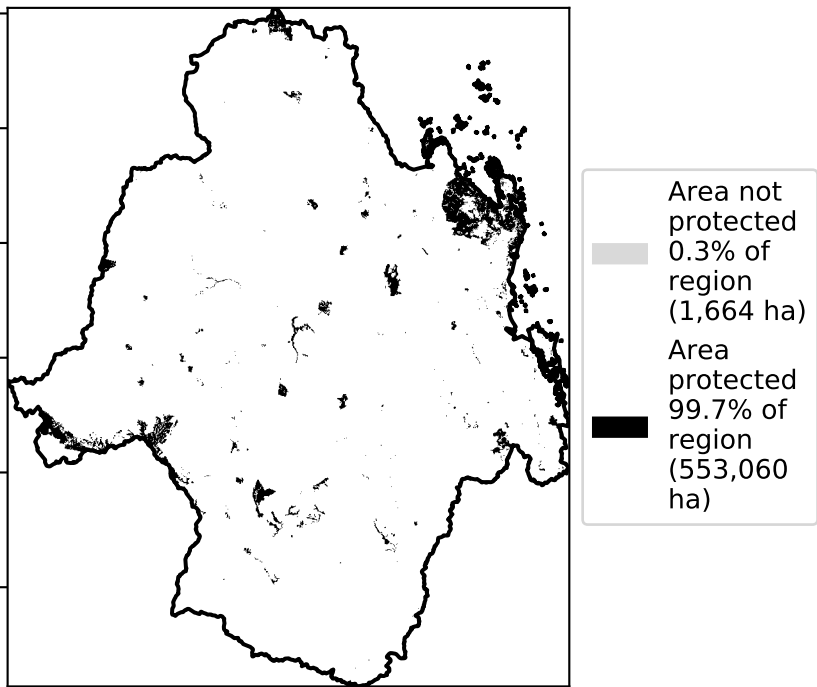 Area not
protected
0.3% of
region
(1,664 ha)
Area
protected
99.7% of
region
(553,060
ha)